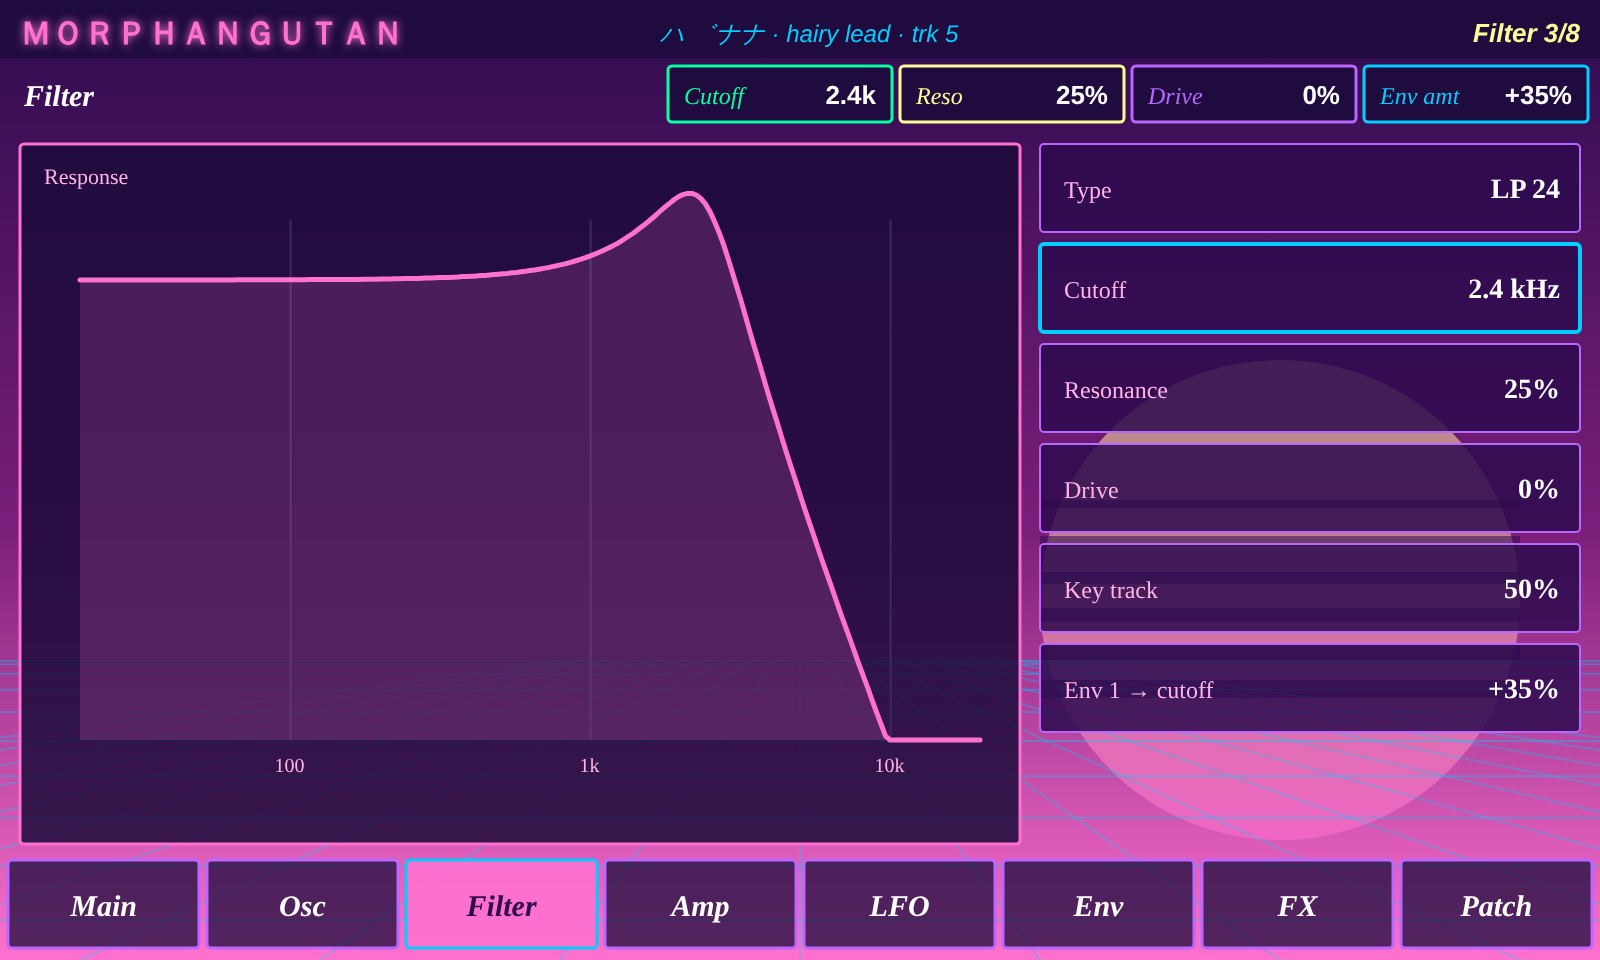 MORPHANGUTAN
バナナ · hairy lead · trk 5
Filter 3/8
Filter
Cutoff 2.4k
Reso 25%
Drive 0%
Env amt +35%
Response
100 1k 10k
Type LP 24
Cutoff 2.4 kHz
Resonance 25%
Drive 0%
Key track 50%
Env 1 → cutoff +35%
Main Osc Filter Amp LFO Env FX Patch